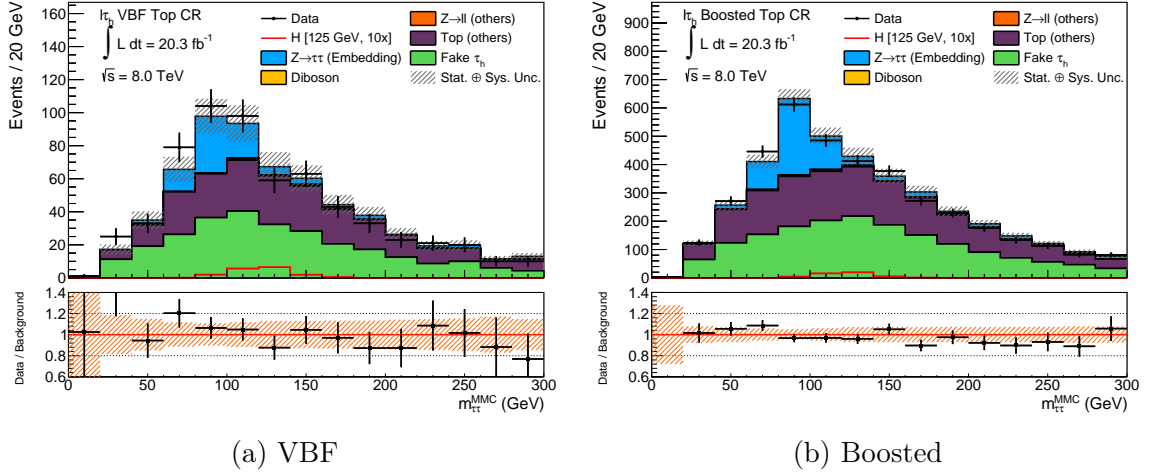 Events / 20 GeV
160
140
120
100
80
60
40
20
0
lτh VBF Top CR
∫ L dt = 20.3 fb-1
√s = 8.0 TeV
Data
H [125 GeV, 10x]
Z→ττ (Embedding)
Diboson
Z→ll (others)
Top (others)
Fake τh
Stat. ⊕ Sys. Unc.
Data / Background
1.4
1.2
1
0.8
0.6
0 50 100 150 200 250 300
mττMMC (GeV)
(a) VBF
Events / 20 GeV
900
800
700
600
500
400
300
200
100
0
lτh Boosted Top CR
∫ L dt = 20.3 fb-1
√s = 8.0 TeV
Data
H [125 GeV, 10x]
Z→ττ (Embedding)
Diboson
Z→ll (others)
Top (others)
Fake τh
Stat. ⊕ Sys. Unc.
Data / Background
1.4
1.2
1
0.8
0.6
0 50 100 150 200 250 300
mττMMC (GeV)
(b) Boosted